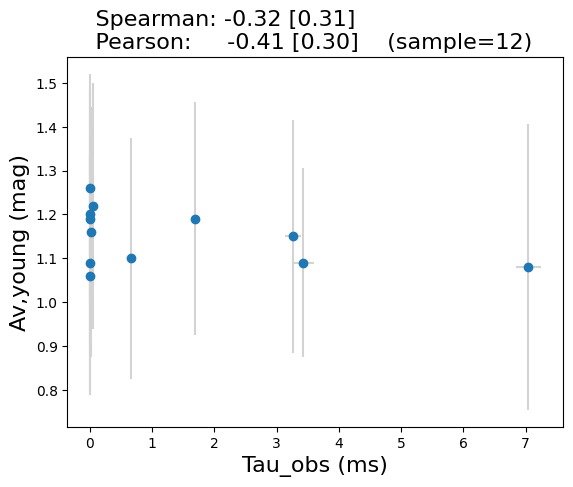 Spearman: -0.32 [0.31]
Pearson: -0.41 [0.30] (sample=12)
1.5
1.4
1.3
1.2
1.1
1.0
0.9
0.8
Av,young (mag)
0 1 2 3 4 5 6 7
Tau_obs (ms)